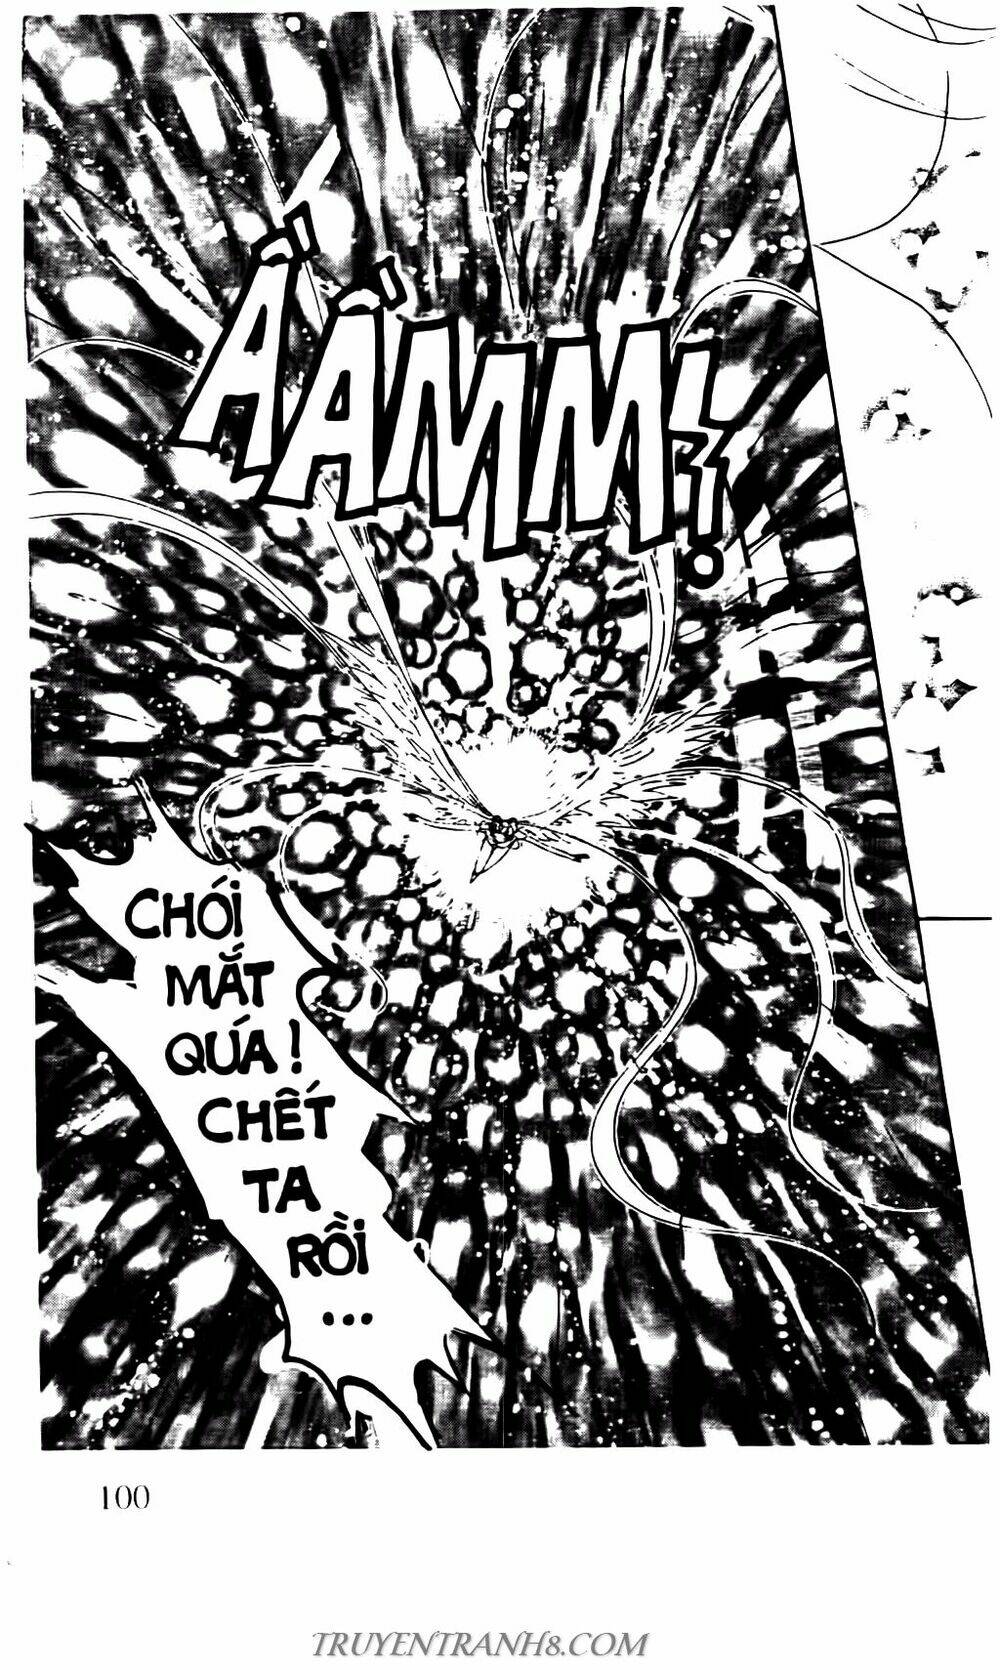 ẦẦMM!
CHÓI
MẮT
QUÁ!
CHẾT
TA
RỒI
...
100
TRUYENTRANH8.COM